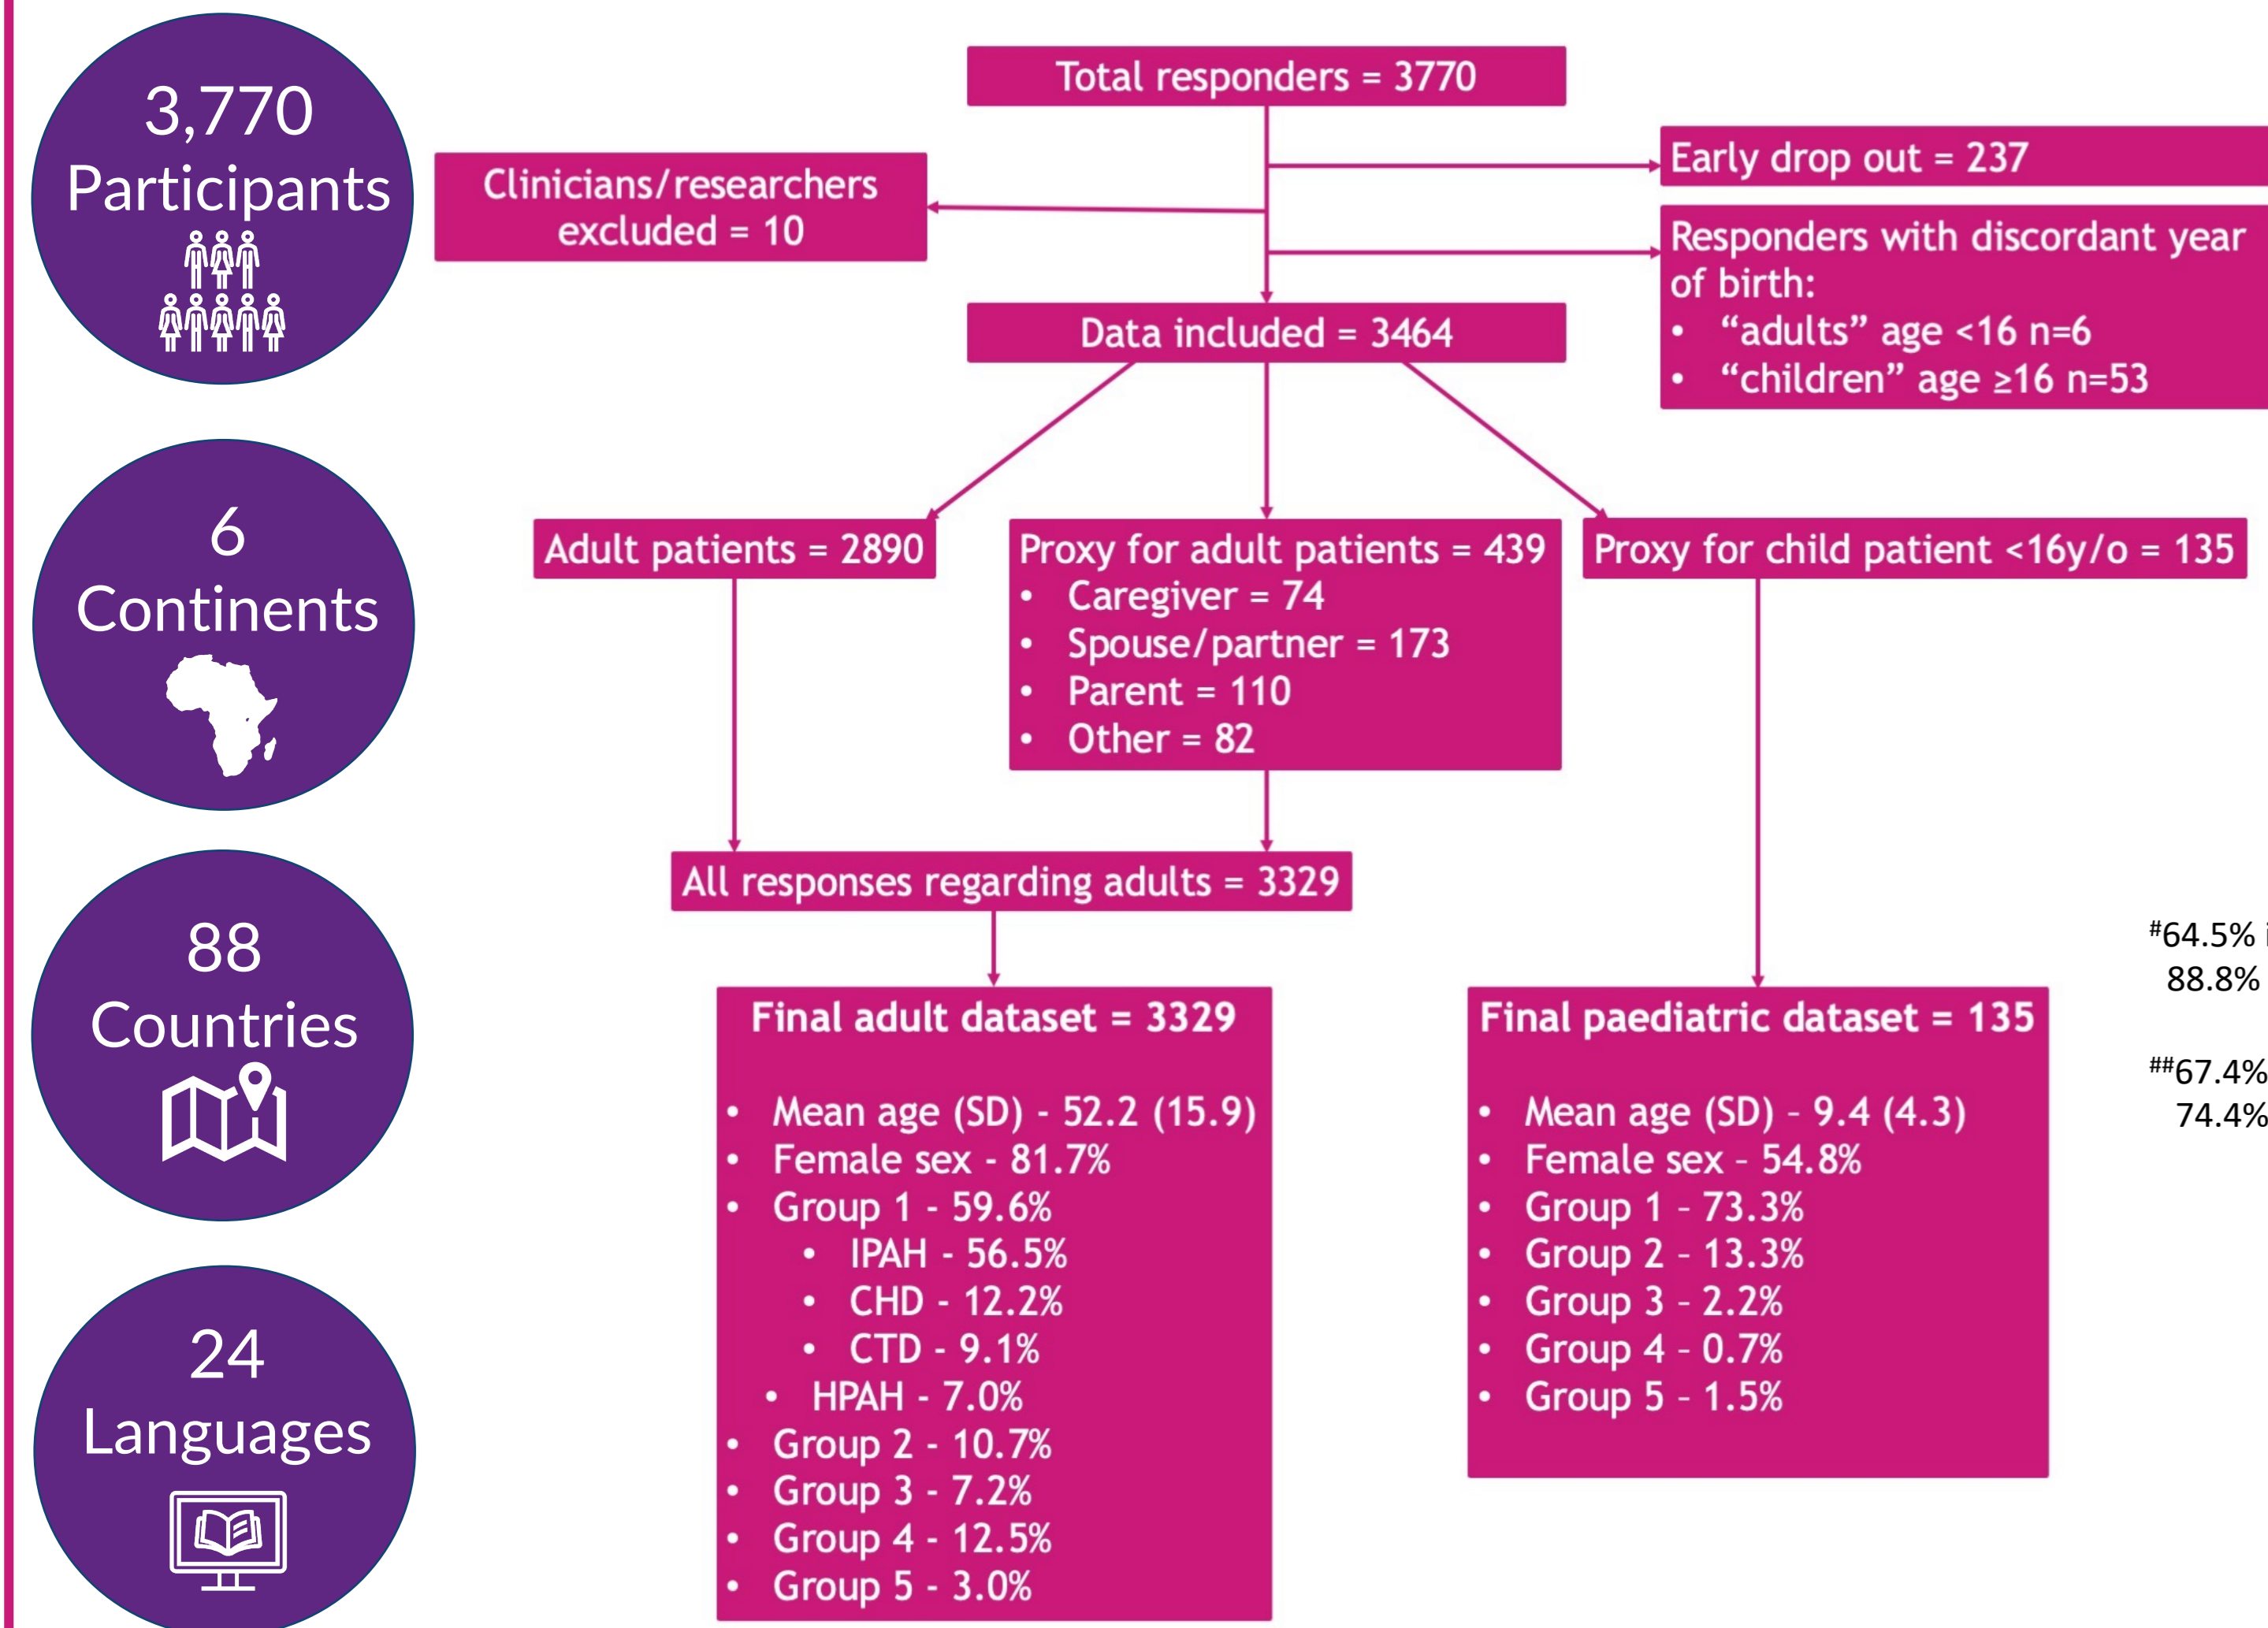 3,770
Participants
6
Continents
88
Countries
24
Languages
Total responders = 3770
Early drop out = 237
Clinicians/researchers
excluded = 10
Responders with discordant year
of birth:
• “adults” age <16 n=6
• “children” age ≥16 n=53
Data included = 3464
Adult patients = 2890
Proxy for adult patients = 439
• Caregiver = 74
• Spouse/partner = 173
• Parent = 110
• Other = 82
Proxy for child patient <16y/o = 135
All responses regarding adults = 3329
Final adult dataset = 3329
• Mean age (SD) - 52.2 (15.9)
• Female sex - 81.7%
• Group 1 - 59.6%
• IPAH - 56.5%
• CHD - 12.2%
• CTD - 9.1%
• HPAH - 7.0%
• Group 2 - 10.7%
• Group 3 - 7.2%
• Group 4 - 12.5%
• Group 5 - 3.0%
Final paediatric dataset = 135
• Mean age (SD) – 9.4 (4.3)
• Female sex – 54.8%
• Group 1 – 73.3%
• Group 2 – 13.3%
• Group 3 – 2.2%
• Group 4 – 0.7%
• Group 5 – 1.5%
#64.5%
88.8%
##67.4%
74.4%